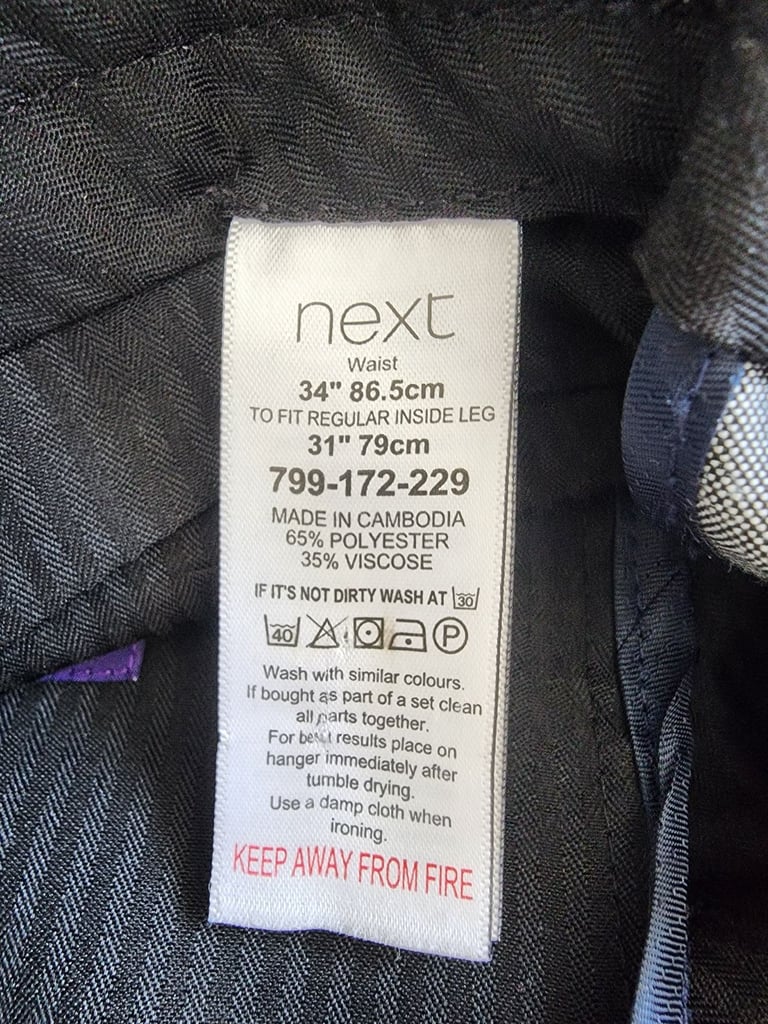 next
Waist
34" 86.5cm
TO FIT REGULAR INSIDE LEG
31" 79cm
799-172-229
MADE IN CAMBODIA
65% POLYESTER
35% VISCOSE
IF IT'S NOT DIRTY WASH AT 30
40 P
Wash with similar colours.
If bought as part of a set clean
all parts together.
For best results place on
hanger immediately after
tumble drying.
Use a damp cloth when
ironing.
KEEP AWAY FROM FIRE